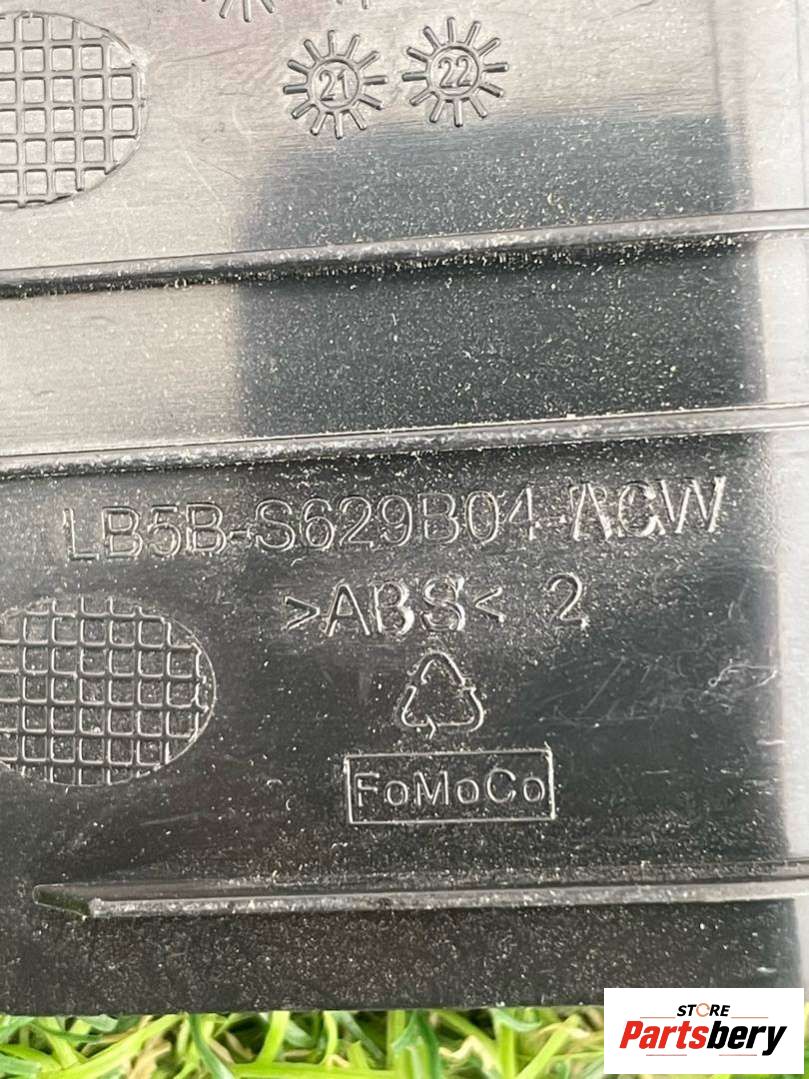 21 22
LB5B-S629B04-ACW
>ABS< 2
FoMoCo
STORE
Partsbery